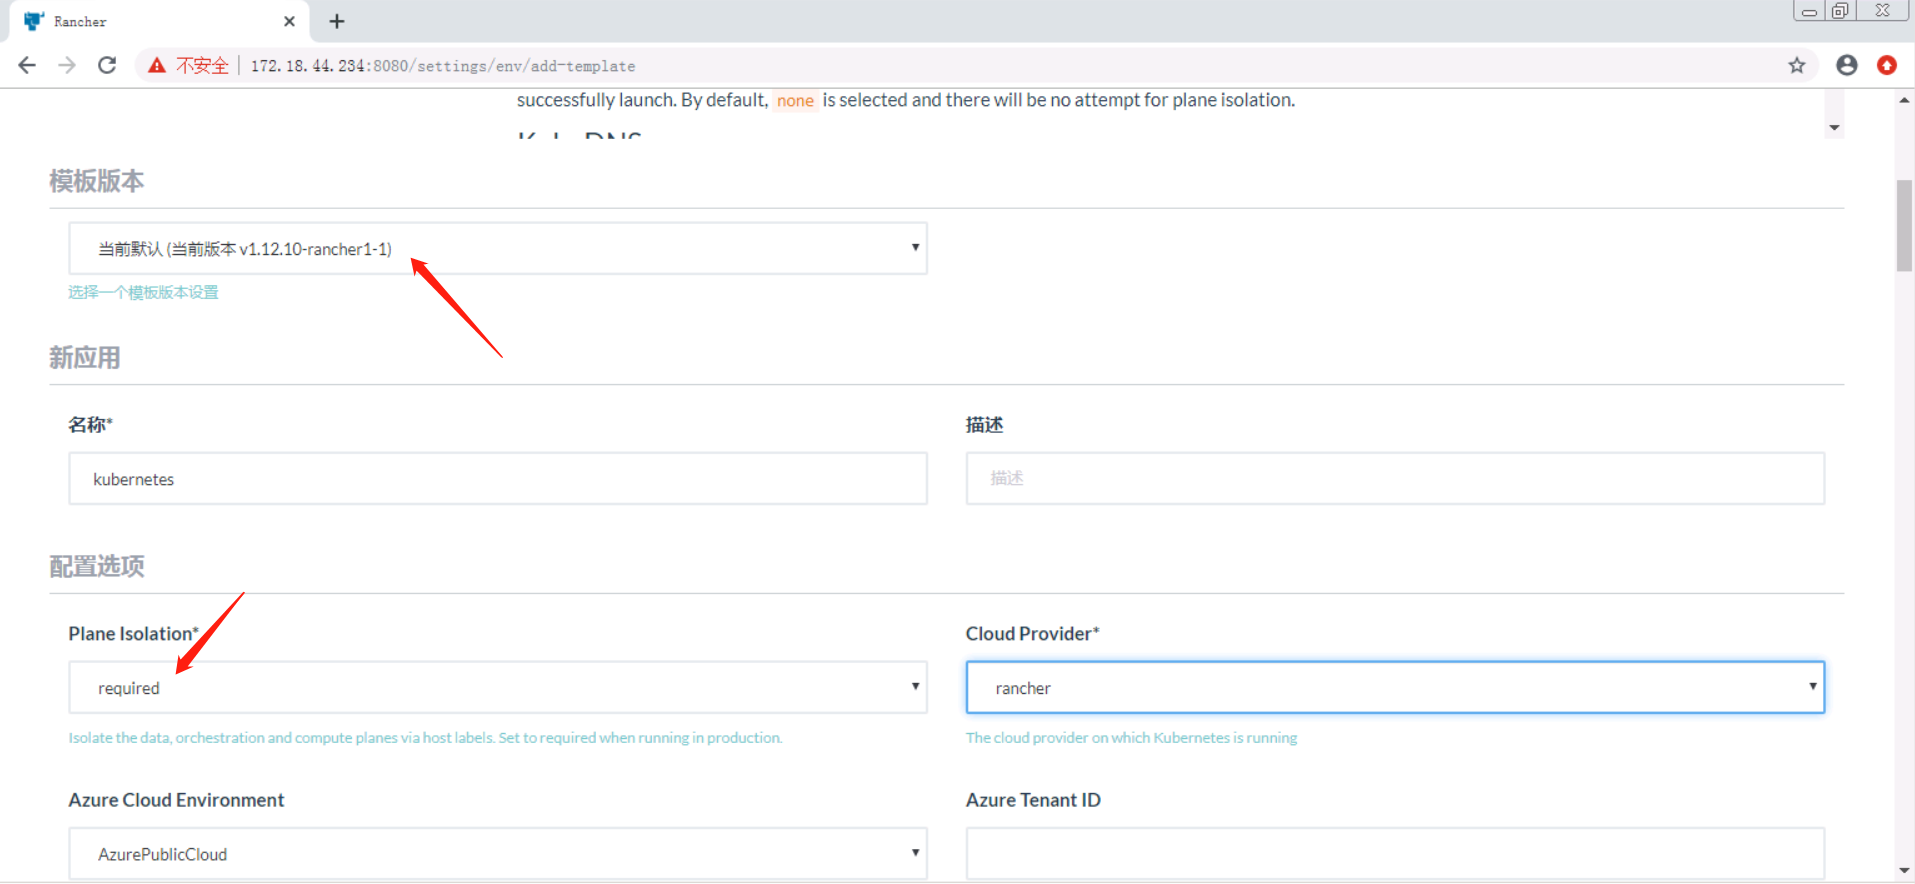 Rancher
不安全 172.18.44.234:8080/settings/env/add-template
successfully launch. By default, none is selected and there will be no attempt for plane isolation.
模板版本
当前默认 (当前版本 v1.12.10-rancher1-1)
选择一个模板版本设置
新应用
名称*
描述
kubernetes
描述
配置选项
Plane Isolation*
Cloud Provider*
required
rancher
Isolate the data, orchestration and compute planes via host labels. Set to required when running in production.
The cloud provider on which Kubernetes is running
Azure Cloud Environment
Azure Tenant ID
AzurePublicCloud